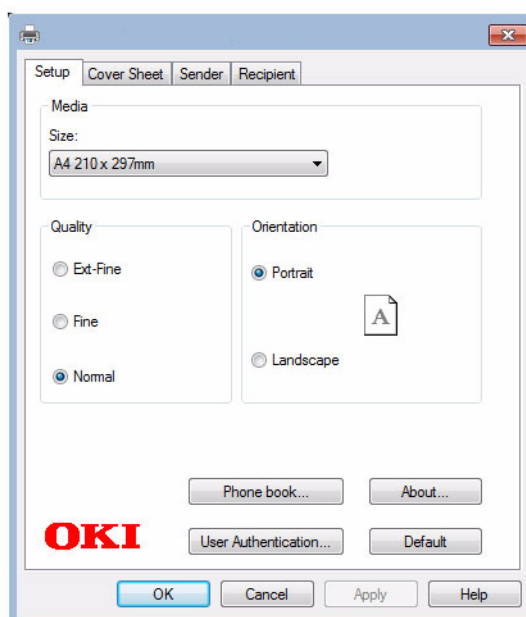 Setup Cover Sheet Sender Recipient
Media
Size:
A4 210 x 297mm
Quality
Ext-Fine
Fine
Normal
Orientation
Portrait
A
Landscape
Phone book... About...
OKI User Authentication... Default
OK Cancel Apply Help